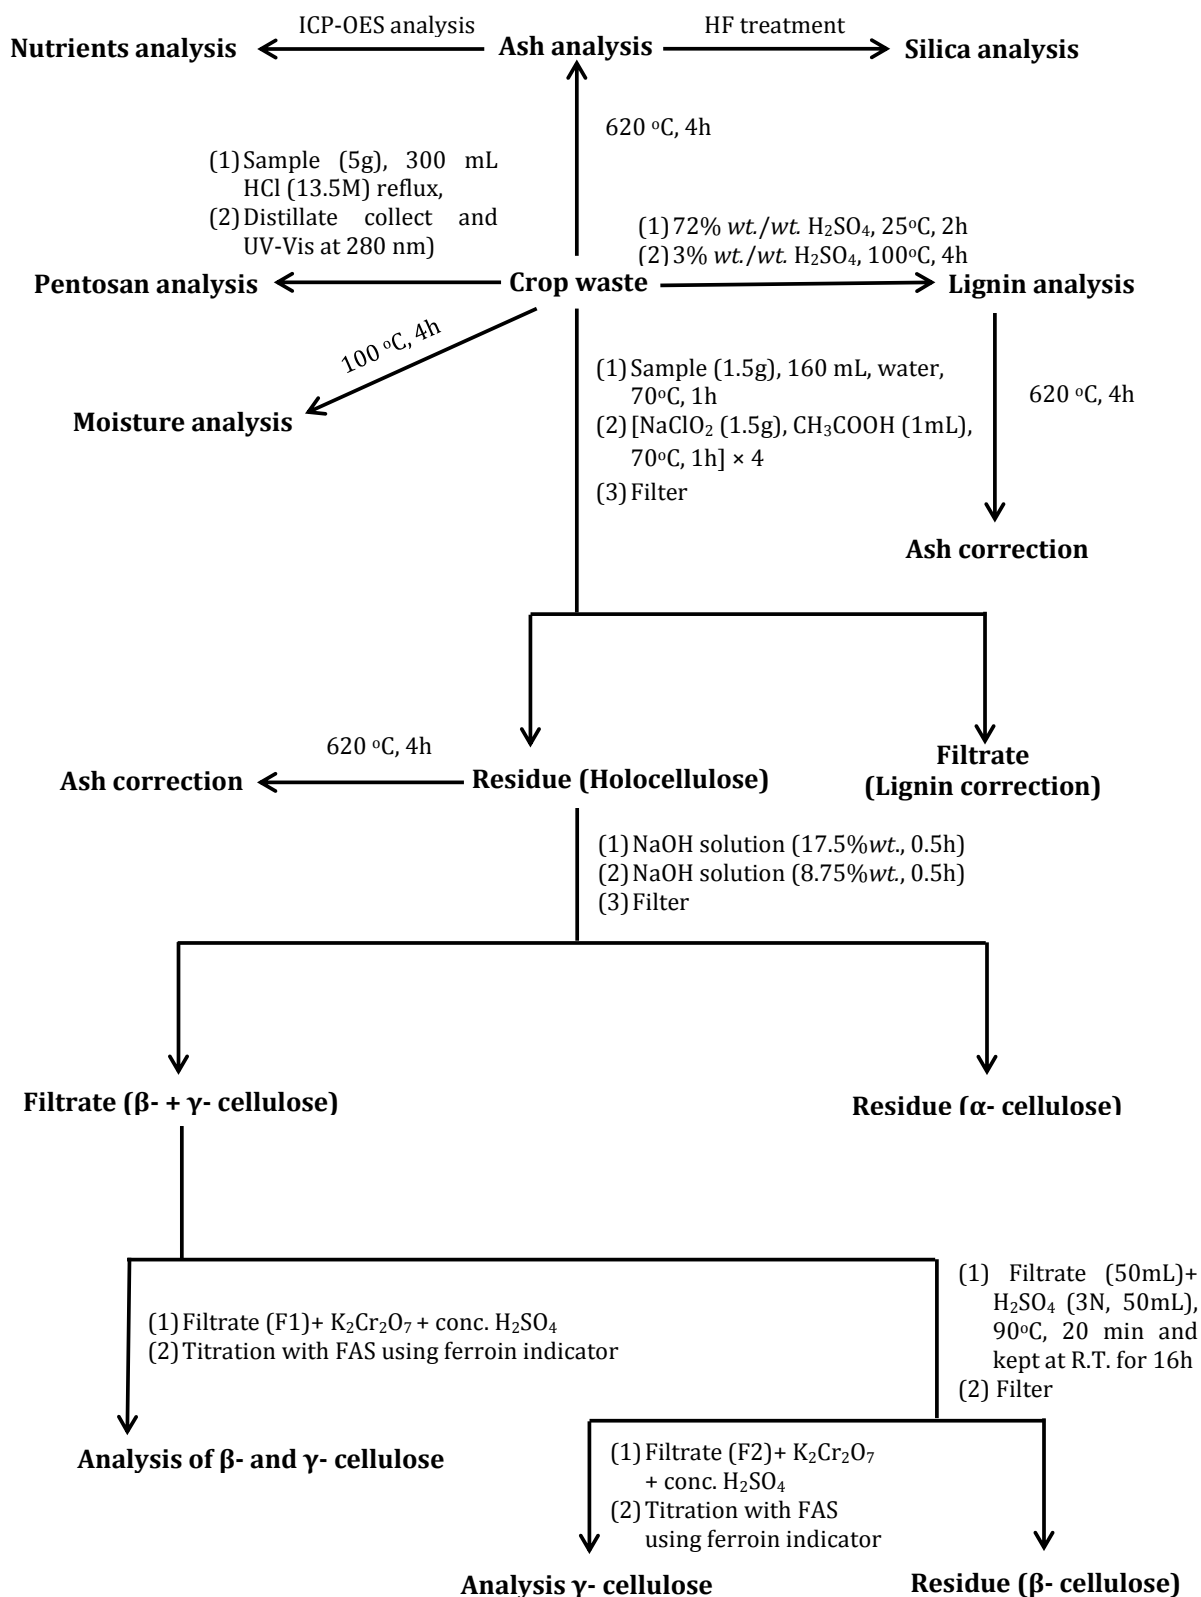 ICP-OES analysis
HF treatment
Nutrients analysis
Ash analysis
Silica analysis
620 °C, 4h
(1) Sample (5g), 300 mL
HCl (13.5M) reflux,
(2) Distillate collect and
UV-Vis at 280 nm)
(1) 72% wt./wt. H₂SO₄, 25°C, 2h
(2) 3% wt./wt. H₂SO₄, 100°C, 4h
Pentosan analysis
Crop waste
Lignin analysis
100 °C, 4h
Moisture analysis
(1) Sample (1.5g), 160 mL, water,
70°C, 1h
(2) [NaClO₂ (1.5g), CH₃COOH (1mL),
70°C, 1h] × 4
(3) Filter
620 °C, 4h
Ash correction
620 °C, 4h
Ash correction
Residue (Holocellulose)
Filtrate
(Lignin correction)
(1) NaOH solution (17.5%wt., 0.5h)
(2) NaOH solution (8.75%wt., 0.5h)
(3) Filter
Filtrate (β- + γ- cellulose)
Residue (α- cellulose)
(1) Filtrate (F1)+ K₂Cr₂O₇ + conc. H₂SO₄
(2) Titration with FAS using ferroin indicator
(1) Filtrate (50mL)+
H₂SO₄ (3N, 50mL),
90°C, 20 min and
kept at R.T. for 16h
(2) Filter
Analysis of β- and γ- cellulose
(1) Filtrate (F2)+ K₂Cr₂O₇
+ conc. H₂SO₄
(2) Titration with FAS
using ferroin indicator
Analysis γ- cellulose
Residue (β- cellulose)